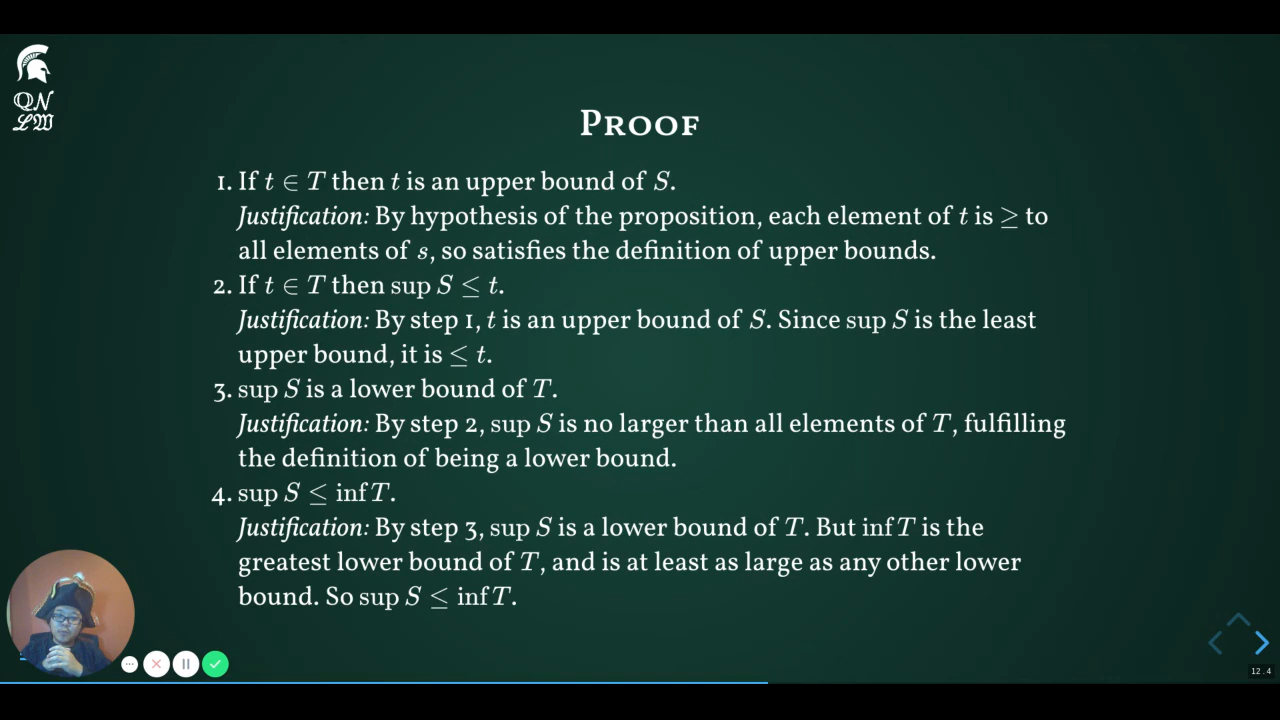 QN
LW
Proof
1. If t ∈ T then t is an upper bound of S.
Justification: By hypothesis of the proposition, each element of t is ≥ to
all elements of s, so satisfies the definition of upper bounds.
2. If t ∈ T then sup S ≤ t.
Justification: By step 1, t is an upper bound of S. Since sup S is the least
upper bound, it is ≤ t.
3. sup S is a lower bound of T.
Justification: By step 2, sup S is no larger than all elements of T, fulfilling
the definition of being a lower bound.
4. sup S ≤ inf T.
Justification: By step 3, sup S is a lower bound of T. But inf T is the
greatest lower bound of T, and is at least as large as any other lower
bound. So sup S ≤ inf T.
12.4